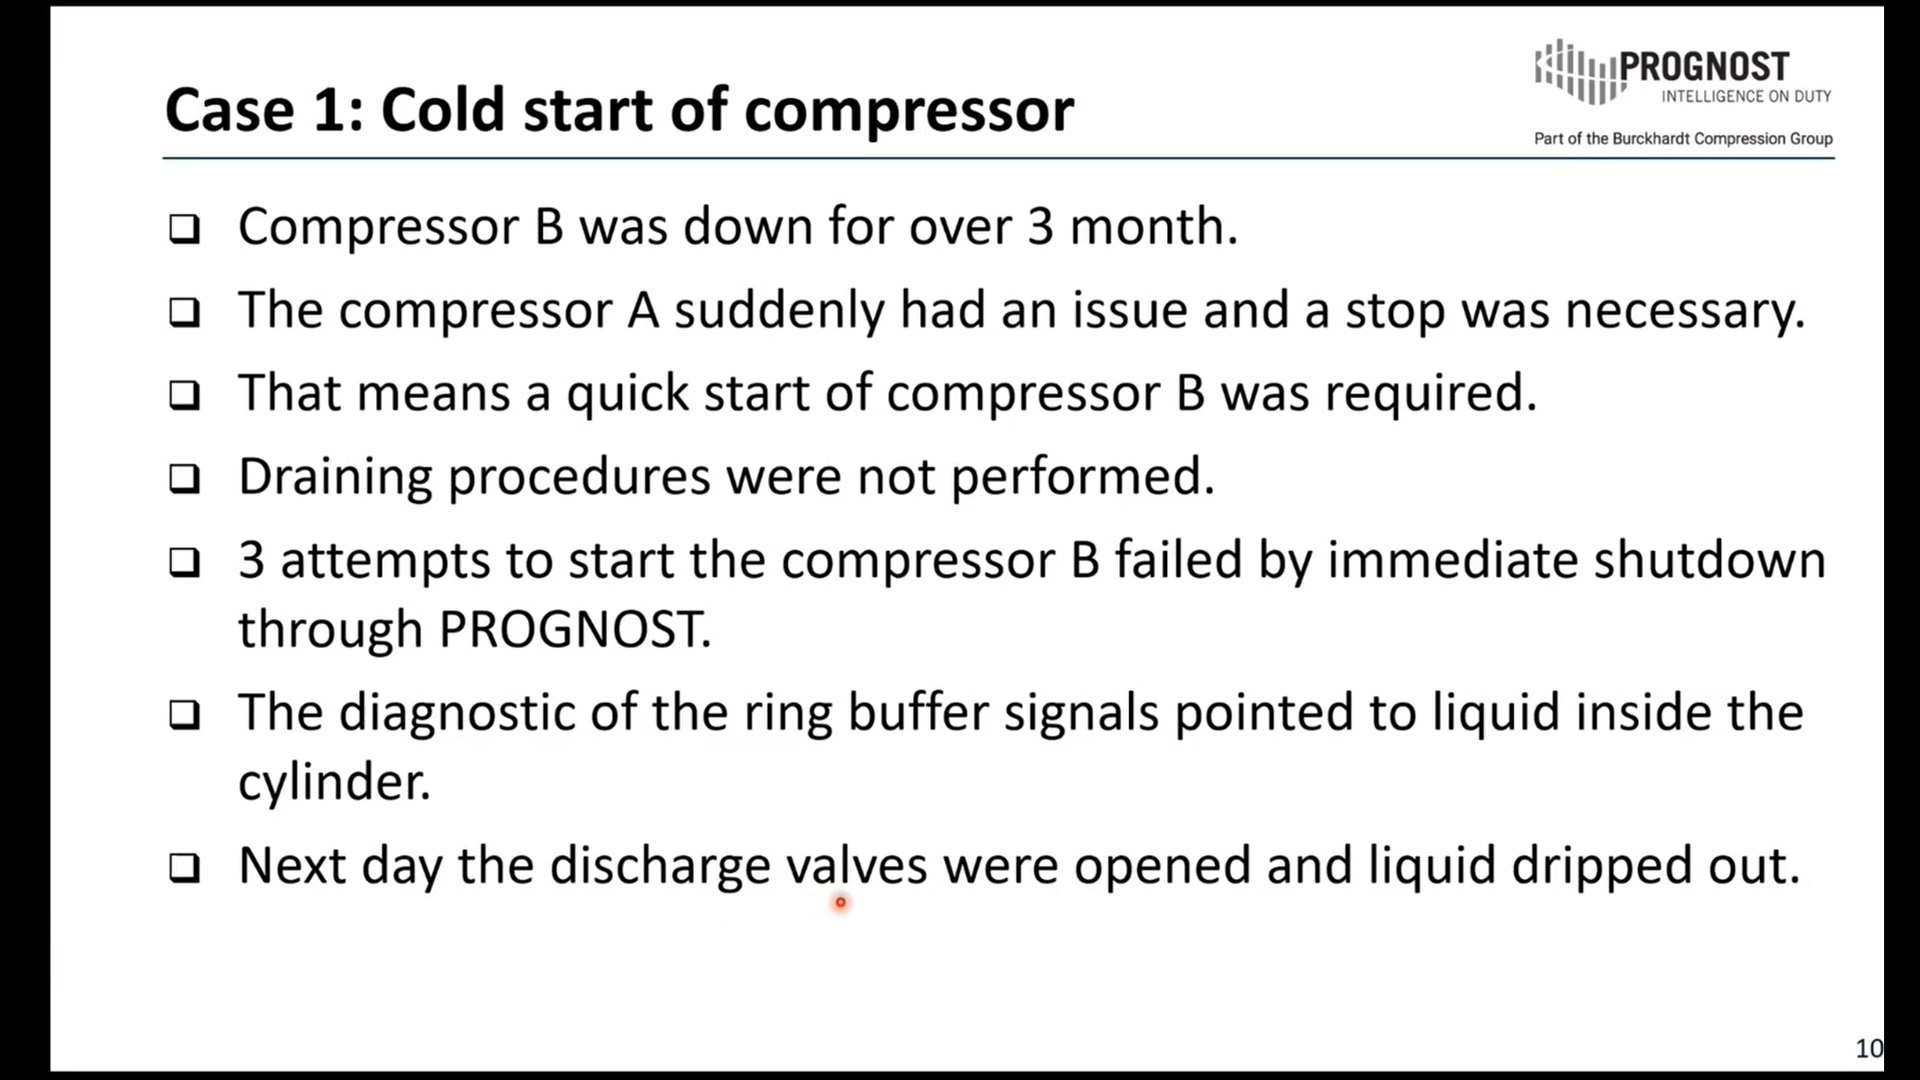 PROGNOST
INTELLIGENCE ON DUTY
Part of the Burckhardt Compression Group
Case 1: Cold start of compressor
Compressor B was down for over 3 month.
The compressor A suddenly had an issue and a stop was necessary.
That means a quick start of compressor B was required.
Draining procedures were not performed.
3 attempts to start the compressor B failed by immediate shutdown
through PROGNOST.
The diagnostic of the ring buffer signals pointed to liquid inside the
cylinder.
Next day the discharge valves were opened and liquid dripped out.
10